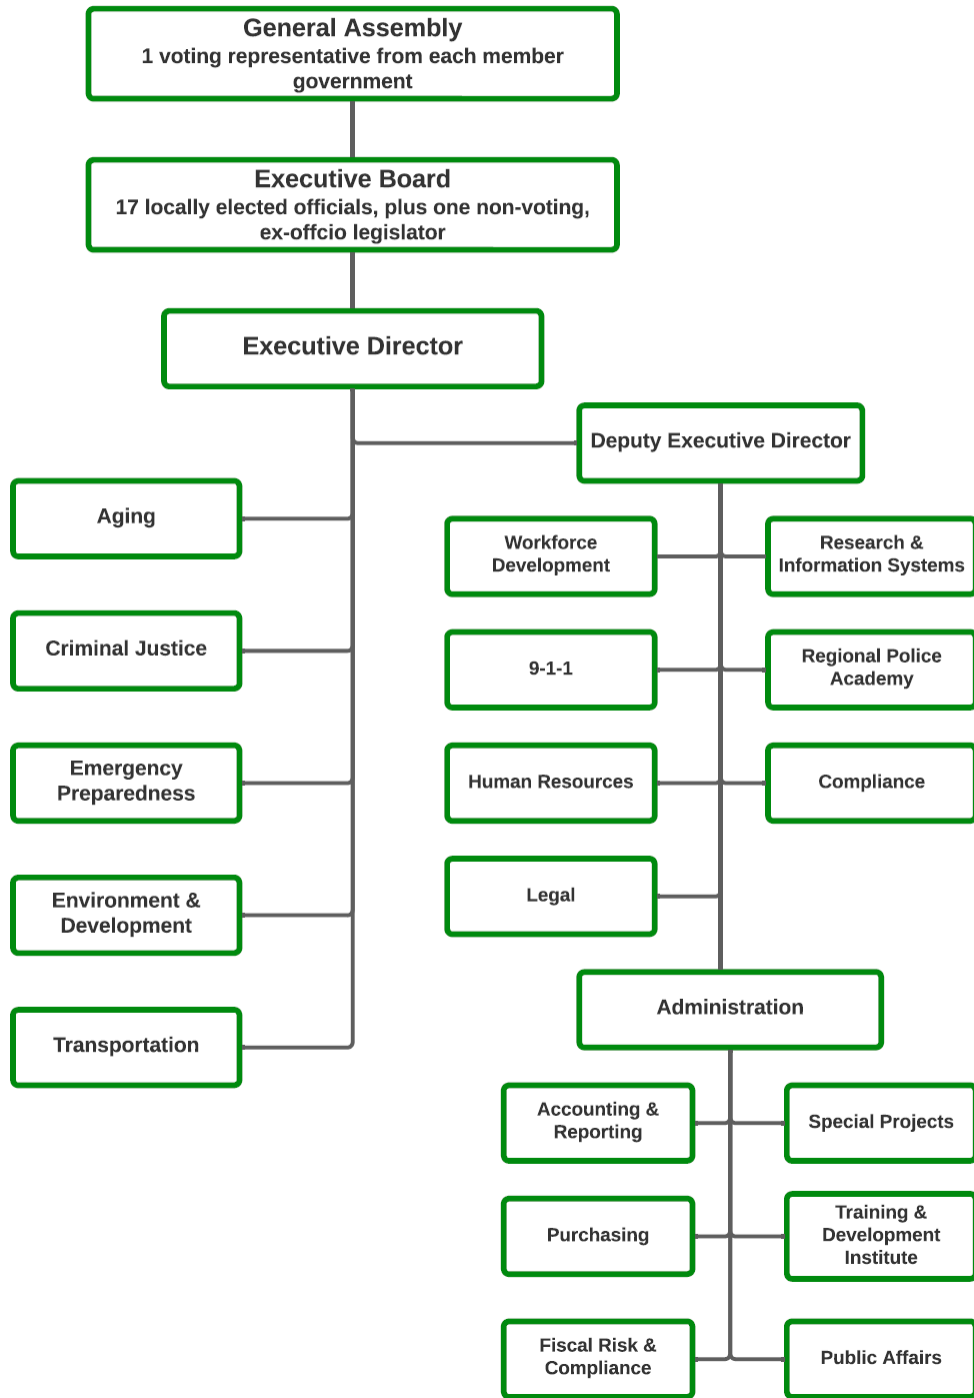 General Assembly
1 voting representative from each member
government
Executive Board
17 locally elected officials, plus one non-voting,
ex-offcio legislator
Executive Director
Deputy Executive Director
Aging
Criminal Justice
Emergency
Preparedness
Environment &
Development
Transportation
Workforce
Development
Research &
Information Systems
9-1-1
Regional Police
Academy
Human Resources
Compliance
Legal
Administration
Accounting &
Reporting
Special Projects
Purchasing
Training &
Development
Institute
Fiscal Risk &
Compliance
Public Affairs